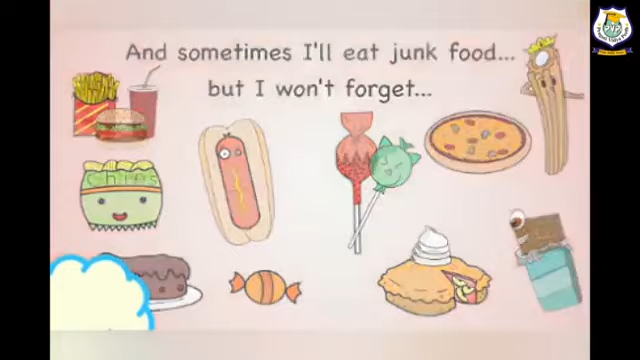 And sometimes I'll eat junk food...
but I won't forget...
Chips